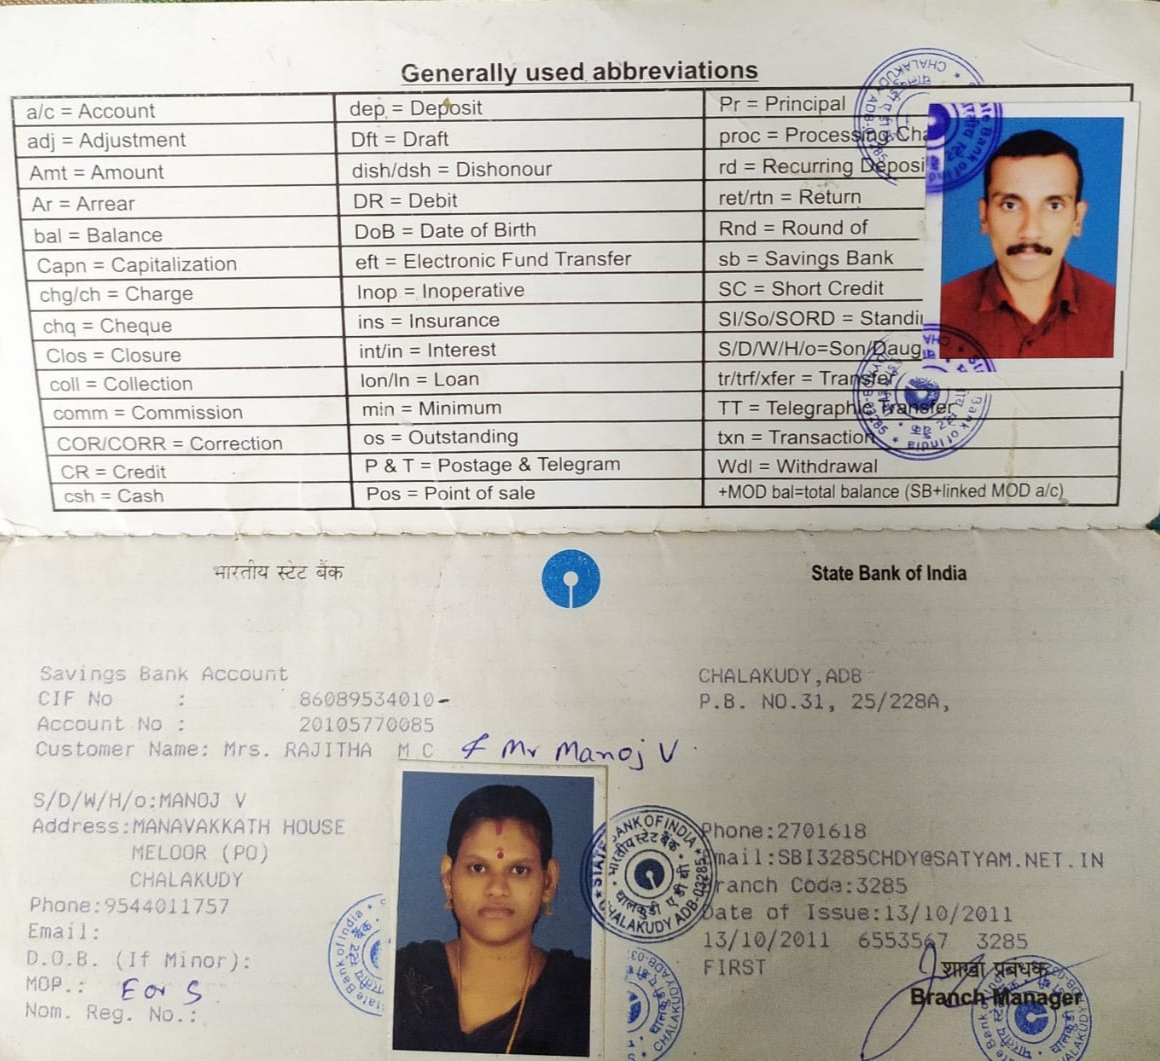 Generally used abbreviations
a/c = Account
adj = Adjustment
Amt = Amount
Ar = Arrear
bal = Balance
Capn = Capitalization
chg/ch = Charge
chq = Cheque
Clos = Closure
coll = Collection
comm = Commission
COR/CORR = Correction
CR = Credit
csh = Cash
dep = Deposit
Dft = Draft
dish/dsh = Dishonour
DR = Debit
DoB = Date of Birth
eft = Electronic Fund Transfer
Inop = Inoperative
ins = Insurance
int/in = Interest
lon/ln = Loan
min = Minimum
os = Outstanding
P & T = Postage & Telegram
Pos = Point of sale
Pr = Principal
proc = Processing Cha
rd = Recurring Deposi
ret/rtn = Return
Rnd = Round of
sb = Savings Bank
SC = Short Credit
SI/So/SORD = Standi
S/D/W/H/o=Son/Daug
tr/trf/xfer = Transfer
TT = Telegraphic Transfer
txn = Transaction
Wdl = Withdrawal
+MOD bal=total balance (SB+linked MOD a/c)
भारतीय स्टेट बैंक
State Bank of India
Savings Bank Account
CIF No : 86089534010-
Account No : 20105770085
Customer Name: Mrs. RAJITHA M C & Mr Manoj V
S/D/W/H/o:MANOJ V
Address:MANAVAKKATH HOUSE
MELOOR (PO)
CHALAKUDY
Phone:9544011757
Email:
D.O.B. (If Minor):
MOP.: E or S
Nom. Reg. No.:
CHALAKUDY,ADB
P.B. NO.31, 25/228A,
Phone:2701618
Email:SBI3285CHDY@SATYAM.NET.IN
Branch Code:3285
Date of Issue:13/10/2011
13/10/2011 6553567 3285
FIRST
शाखा प्रबंधक
Branch Manager
STATE BANK OF INDIA
भारतीय स्टेट बैंक
चालकुडी ए डी बी
CHALAKUDY ADB-03285